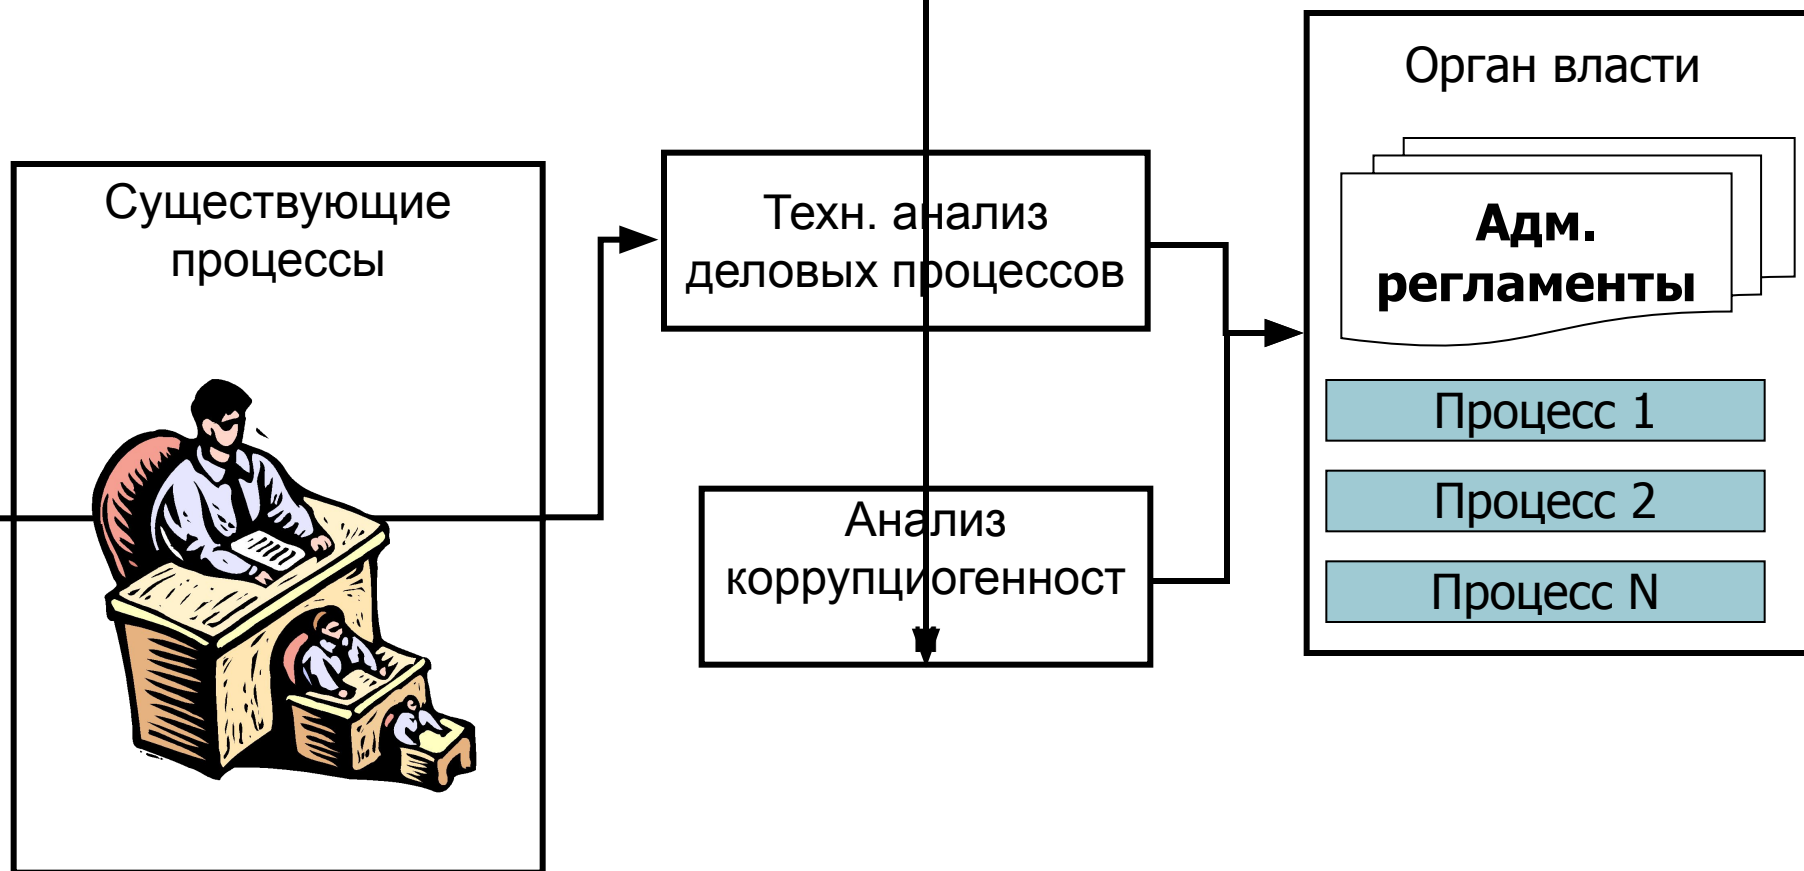 Существующие
процессы
Техн. анализ
деловых процессов
Анализ
коррупциогенност
Орган власти
Адм.
регламенты
Процесс 1
Процесс 2
Процесс N